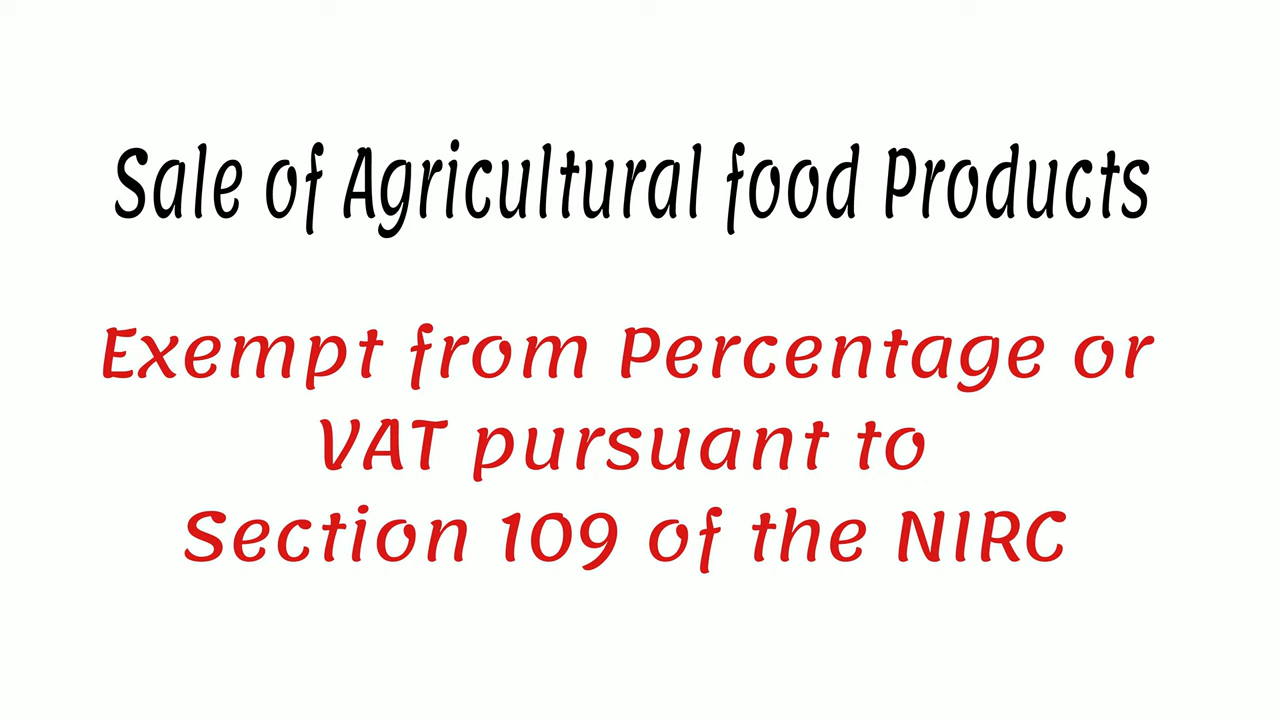 Sale of Agricultural food Products
Exempt from Percentage or
VAT pursuant to
Section 109 of the NIRC